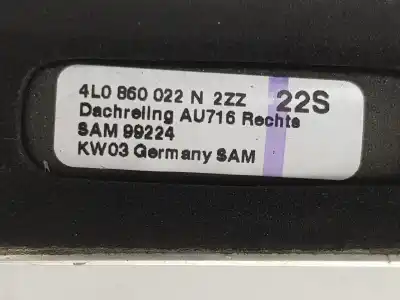 4L0 860 022 N 2ZZ 22S
Dachreling AU716 Rechts
SAM 99224
KW03 Germany SAM